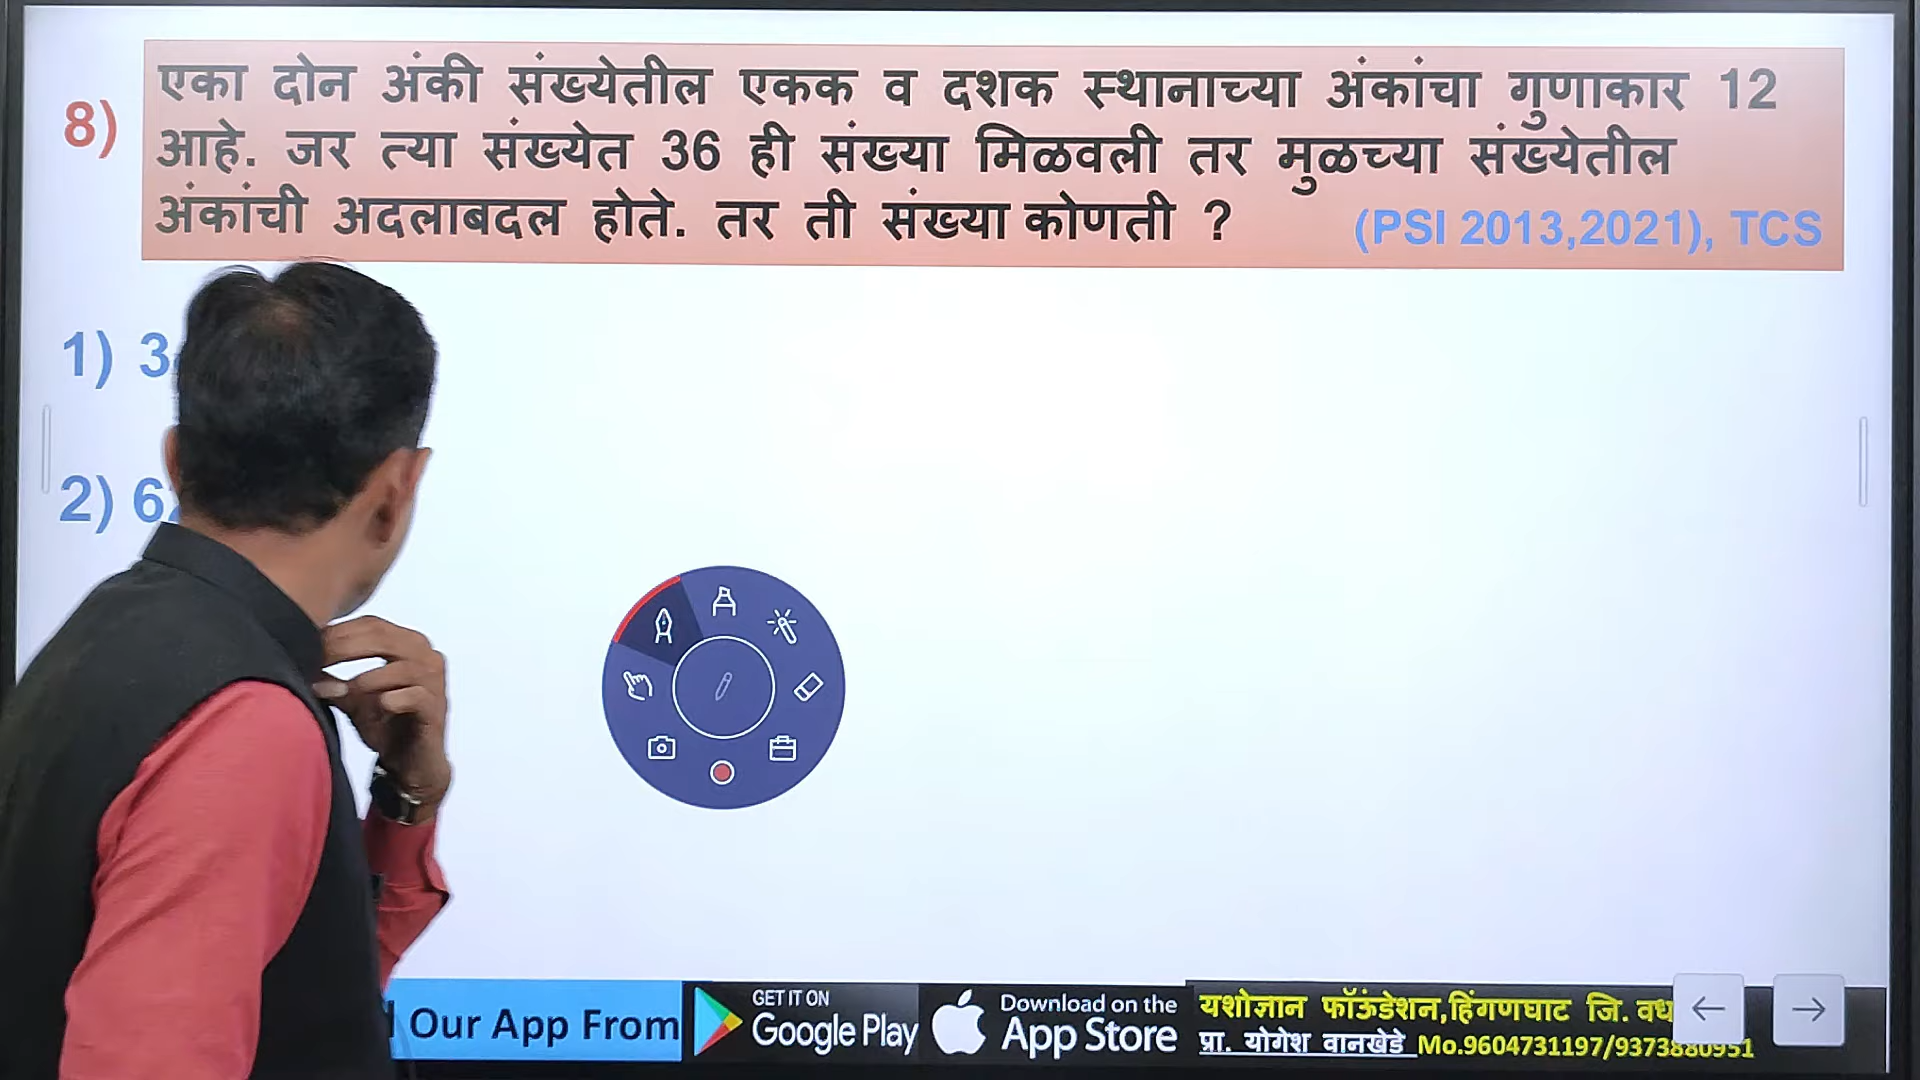 8) एका दोन अंकी संख्येतील एकक व दशक स्थानाच्या अंकांचा गुणाकार 12
आहे. जर त्या संख्येत 36 ही संख्या मिळवली तर मुळच्या संख्येतील
अंकांची अदलाबदल होते. तर ती संख्या कोणती ?
(PSI 2013,2021), TCS
1) 3
2) 6
Our App From
GET IT ON
Google Play
Download on the
App Store
यशोज्ञान फॉऊंडेशन,हिंगणघाट जि.
प्रा. योगेश वानखेडे Mo.9604731197/9373880951